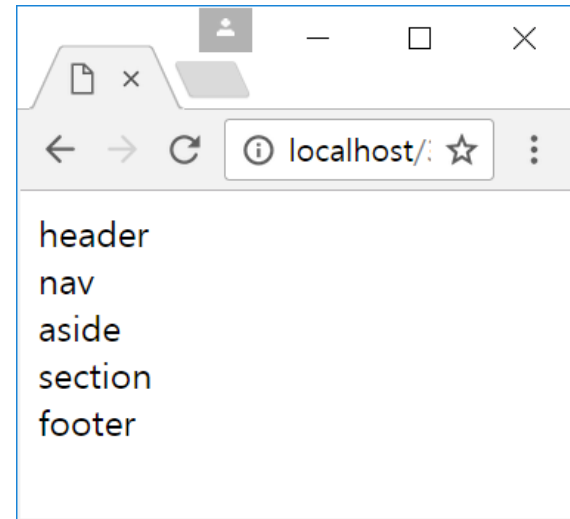 localhost/
header
nav
aside
section
footer